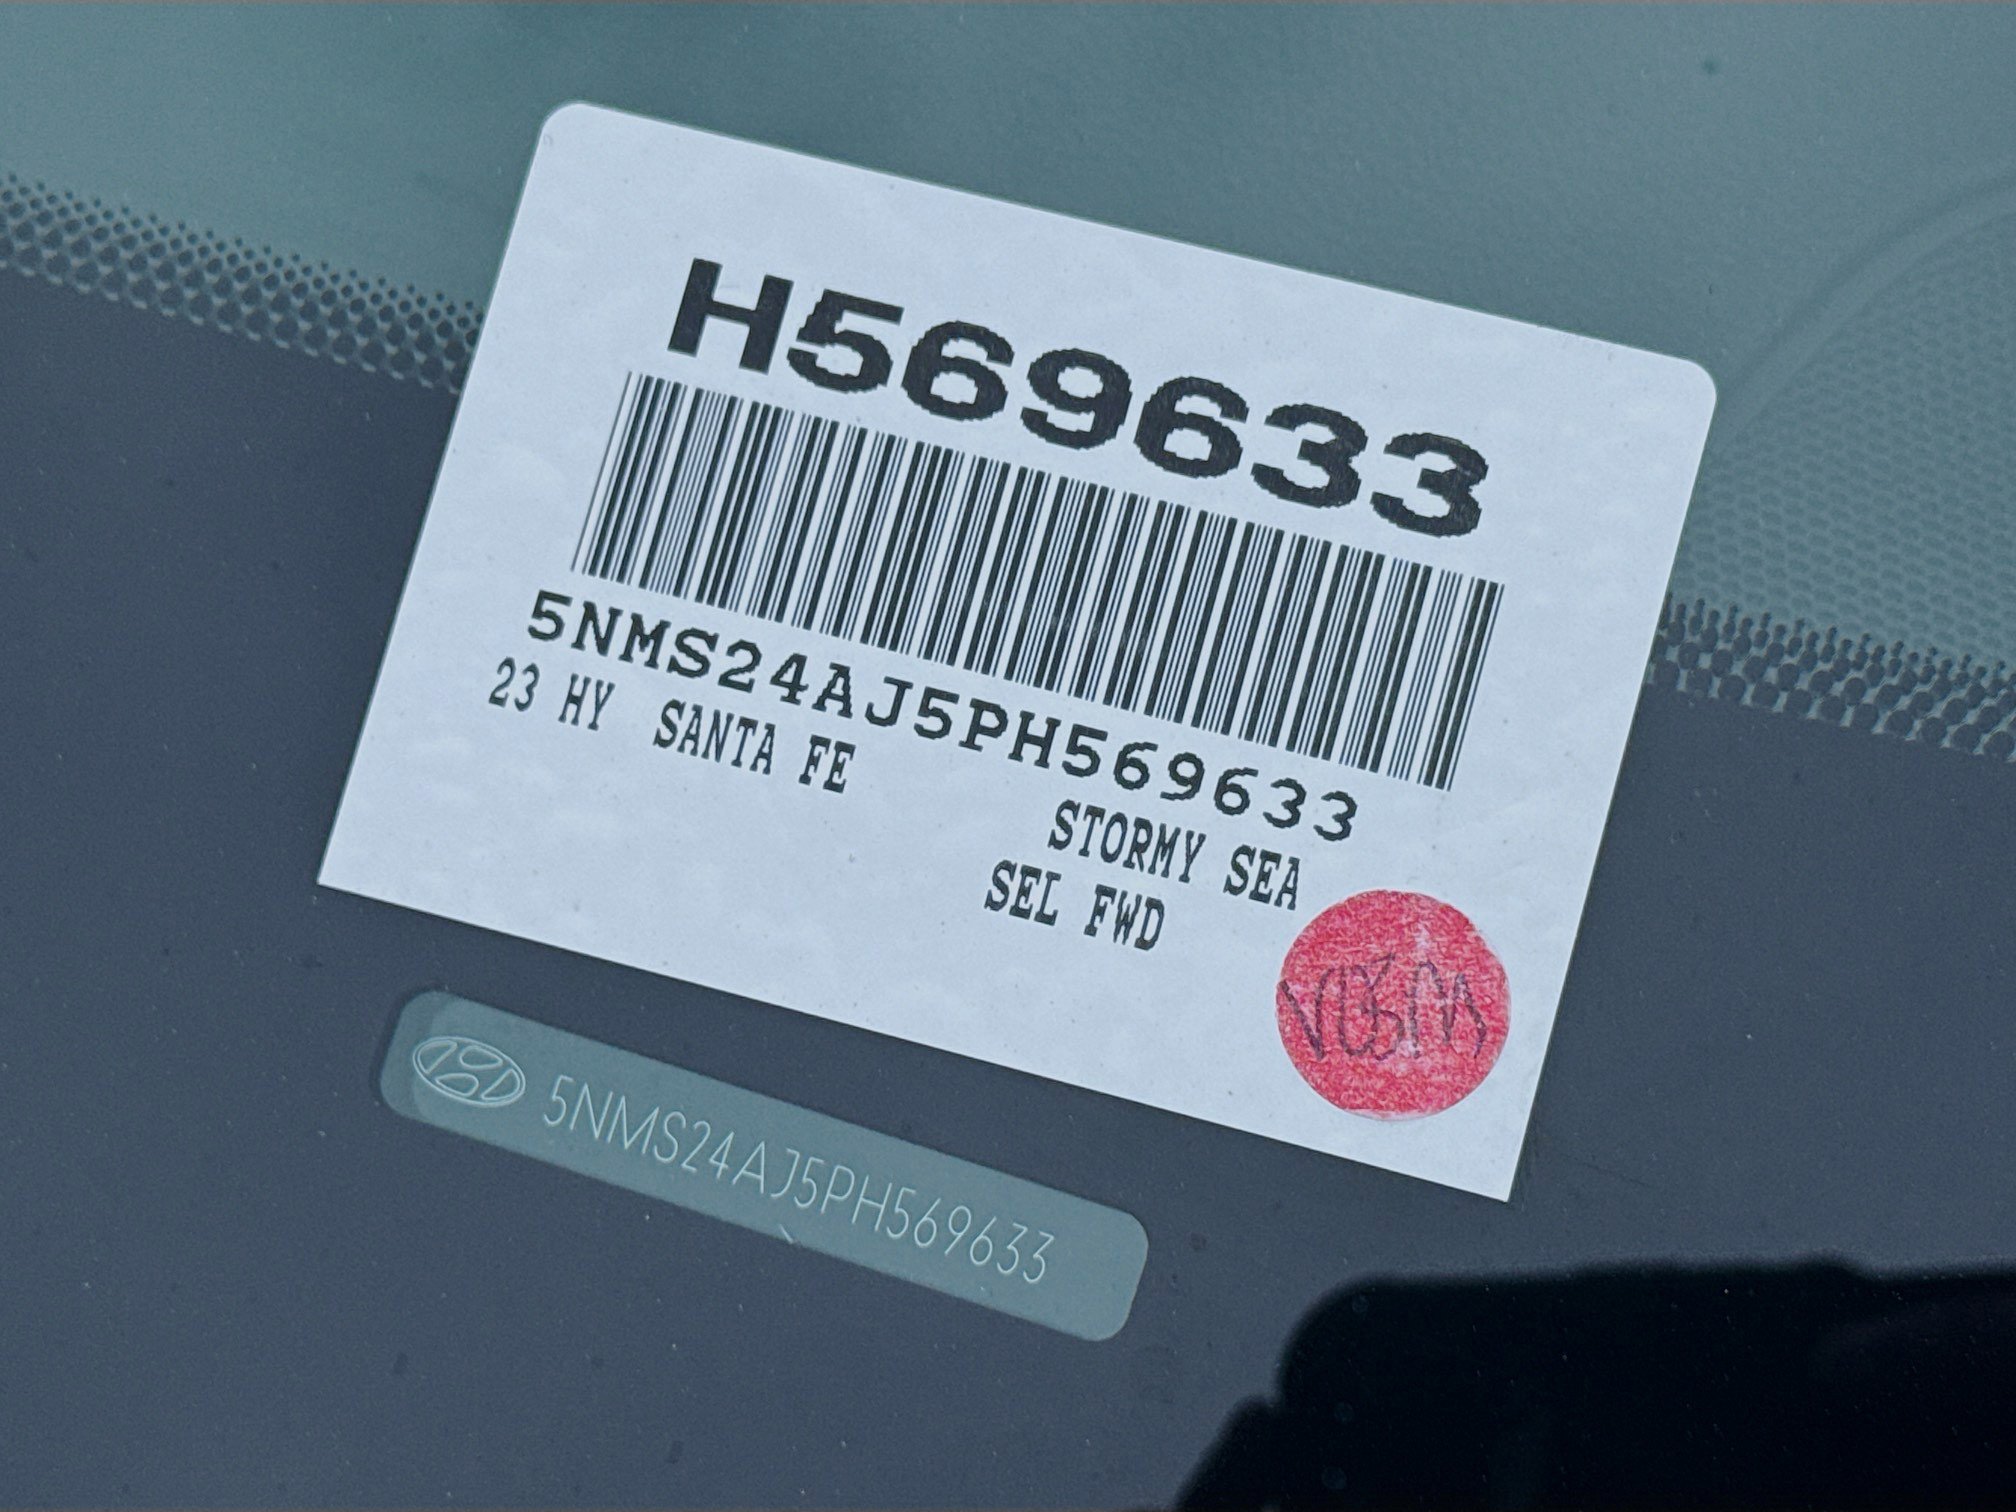 H569633
5NMS24AJ5PH569633
23 HY SANTA FE
STORMY SEA
SEL FWD
5NMS24AJ5PH569633